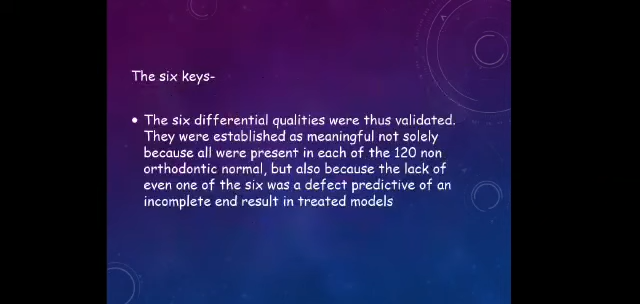 The six keys-
• The six differential qualities were thus validated.
They were established as meaningful not solely
because all were present in each of the 120 non
orthodontic normal, but also because the lack of
even one of the six was a defect predictive of an
incomplete end result in treated models